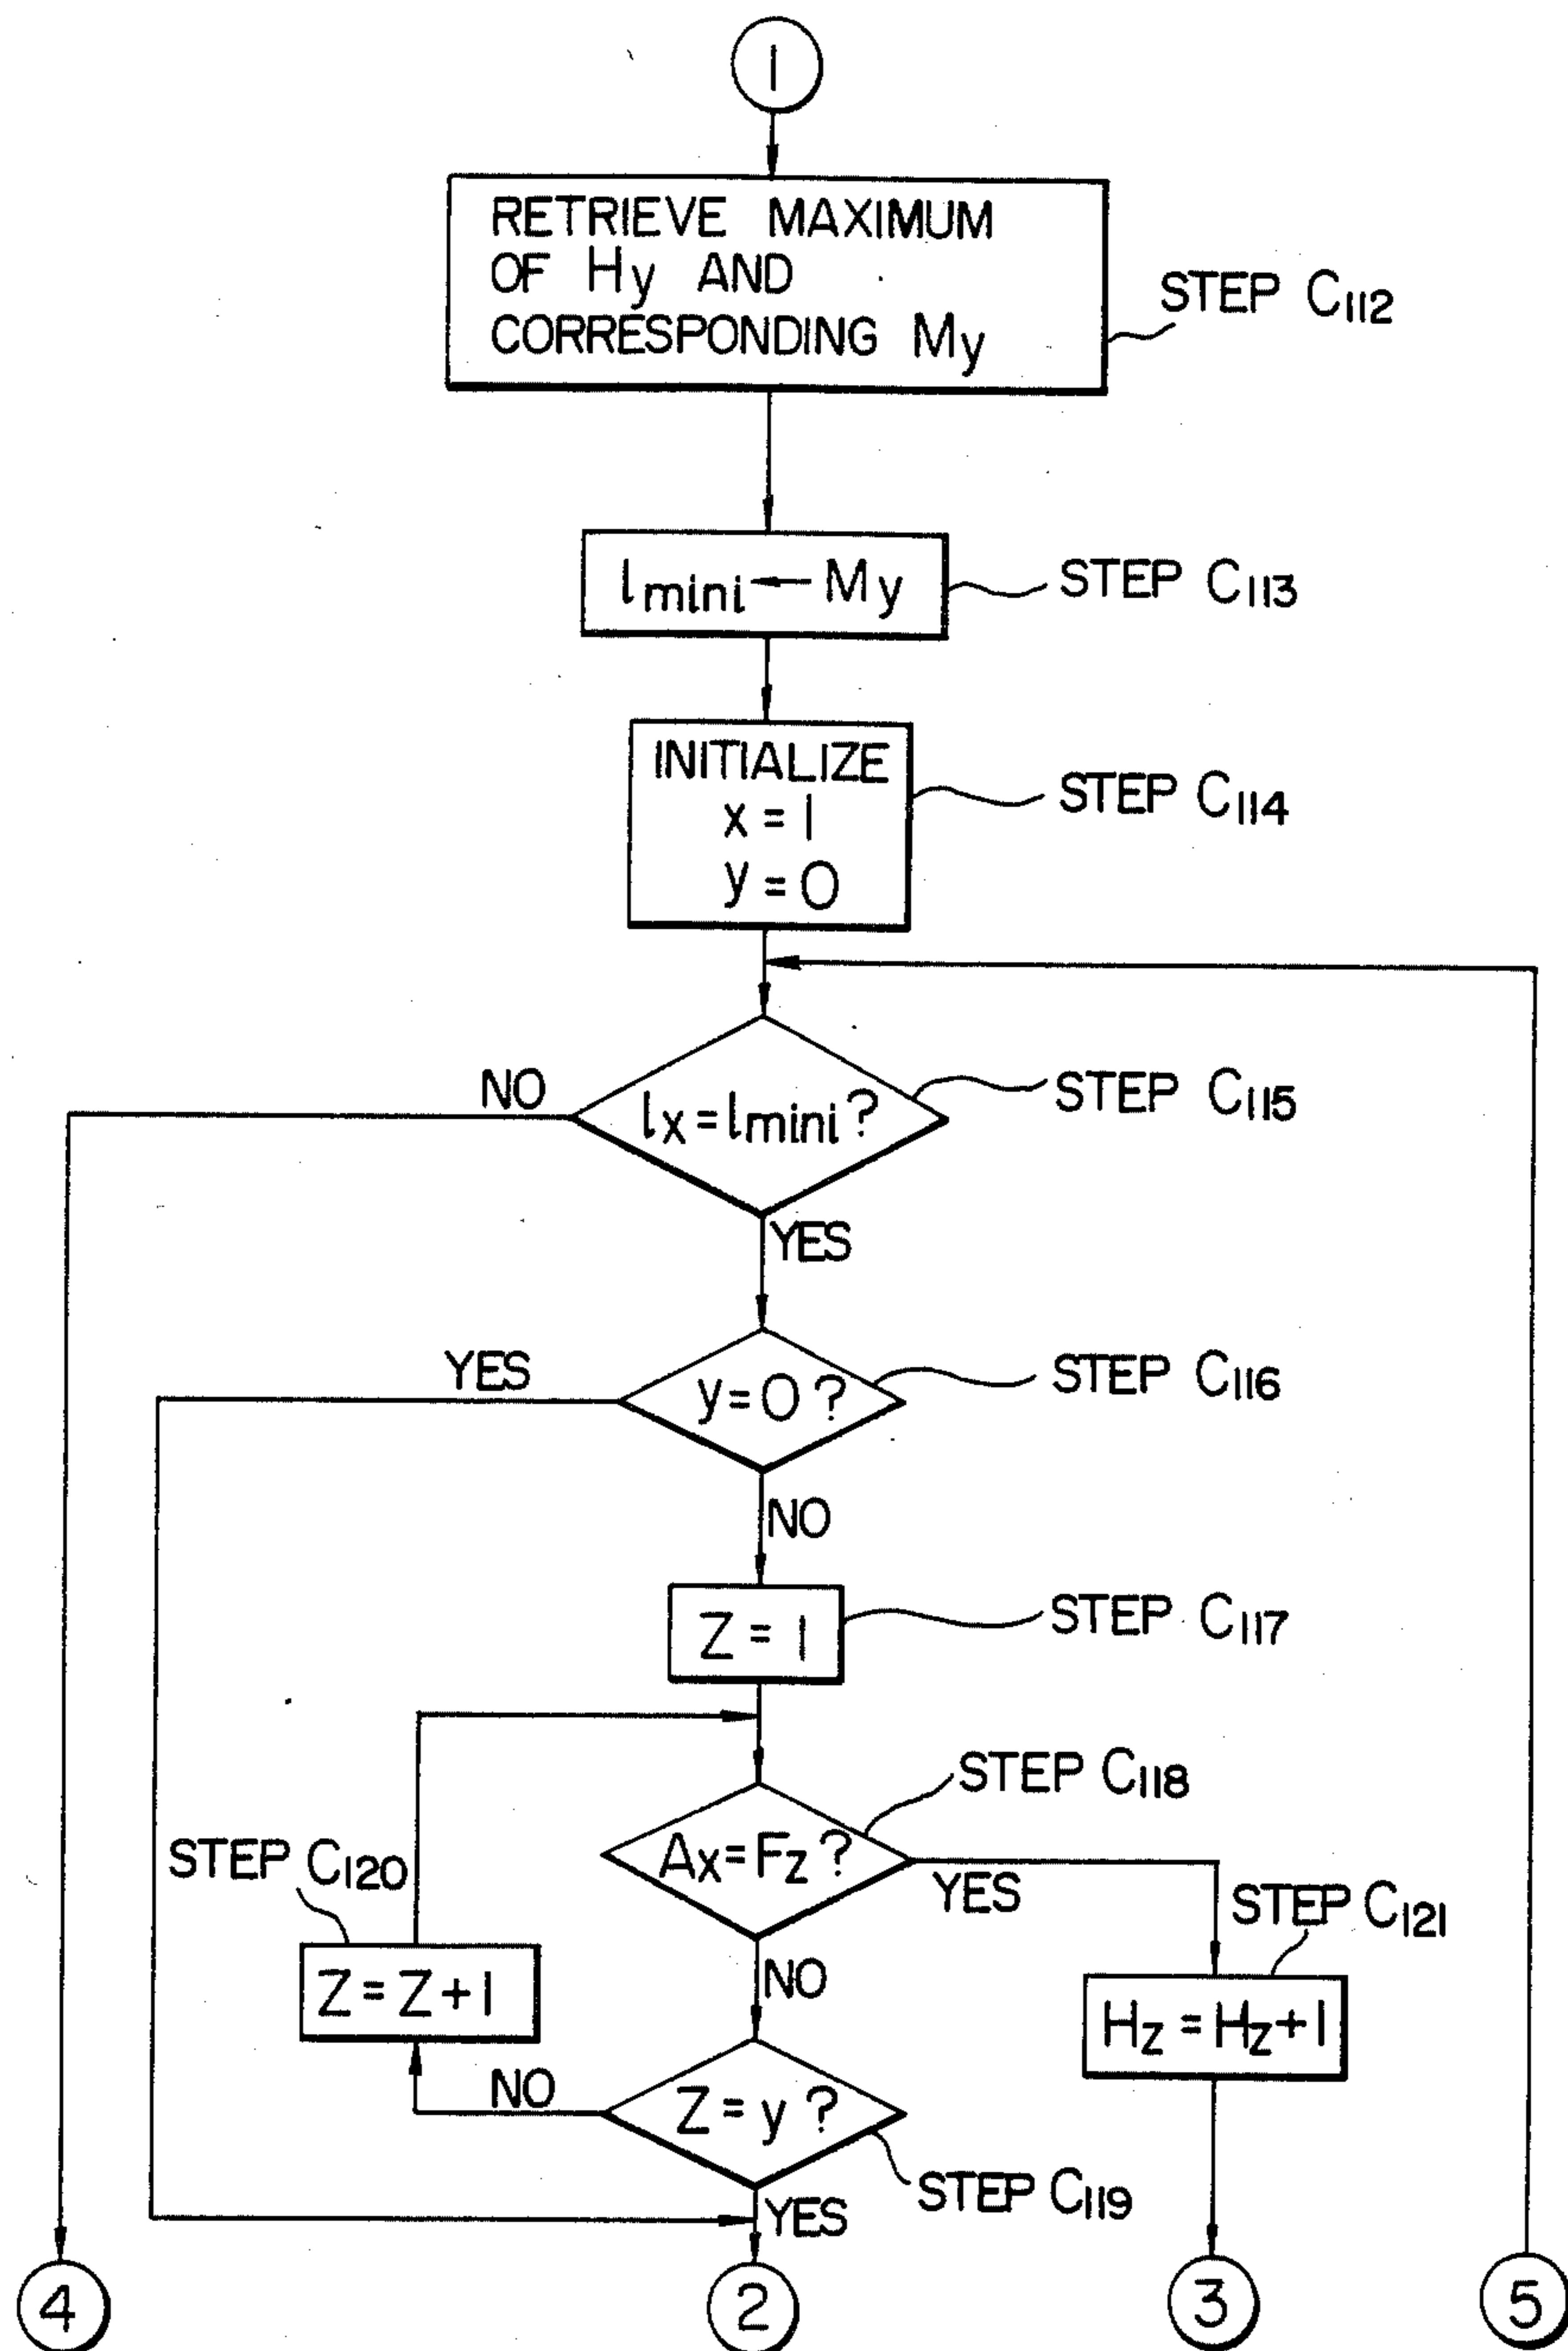 1
RETRIEVE MAXIMUM
OF Hy AND
CORRESPONDING My
STEP C112
lmini ← My
STEP C113
INITIALIZE
x = 1
y = 0
STEP C114
NO
lx = lmini ?
STEP C115
YES
YES
y = 0 ?
STEP C116
NO
Z = 1
STEP C117
STEP C118
Ax = Fz ?
YES
STEP C120
STEP C121
NO
Z = Z + 1
Hz = Hz + 1
NO
Z = y ?
STEP C119
YES
4
2
3
5